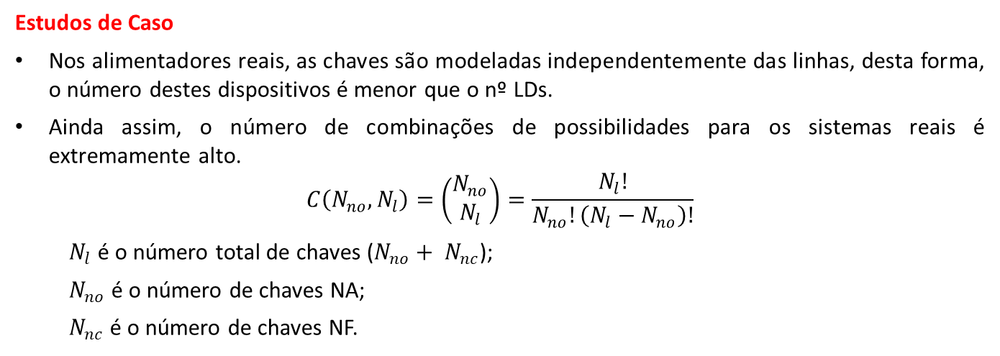 Estudos de Caso
• Nos alimentadores reais, as chaves são modeladas independentemente das linhas, desta forma,
o número destes dispositivos é menor que o nº LDs.
• Ainda assim, o número de combinações de possibilidades para os sistemas reais é
extremamente alto.
$C(N_{no}, N_l) = \binom{N_{no}}{N_l} = \frac{N_l!}{N_{no}!\,(N_l - N_{no})!}$
$N_l$ é o número total de chaves ($N_{no} + N_{nc}$);
$N_{no}$ é o número de chaves NA;
$N_{nc}$ é o número de chaves NF.